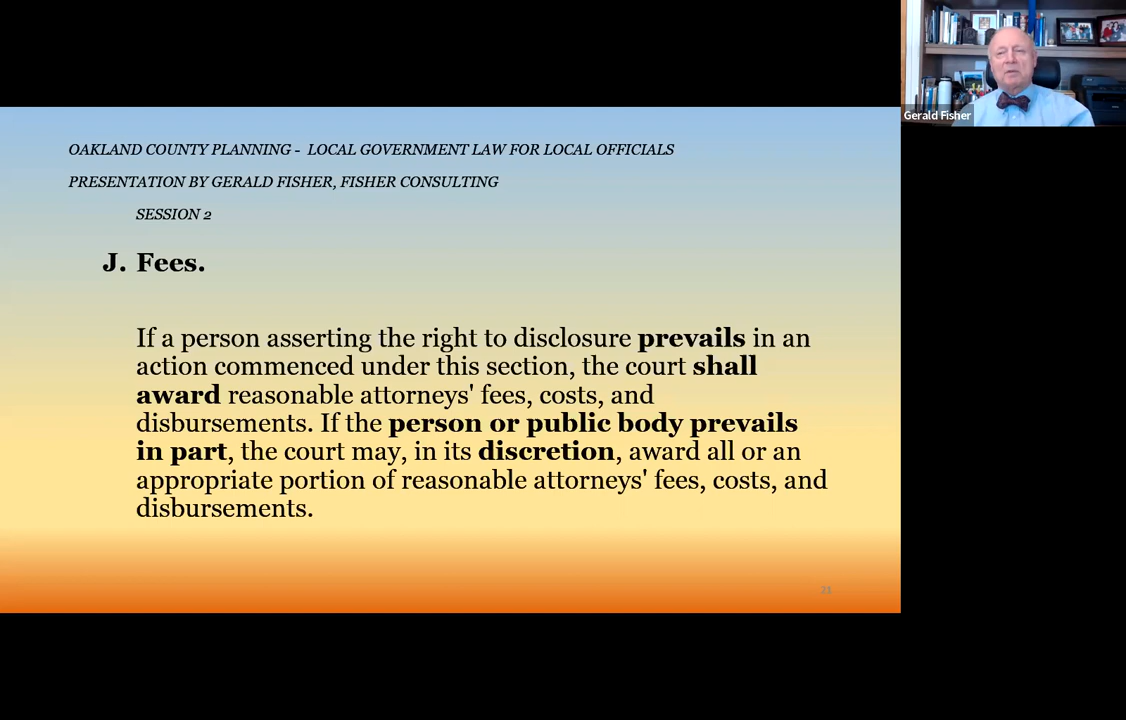 OAKLAND COUNTY PLANNING - LOCAL GOVERNMENT LAW FOR LOCAL OFFICIALS
PRESENTATION BY GERALD FISHER, FISHER CONSULTING
SESSION 2
J. Fees.
If a person asserting the right to disclosure prevails in an
action commenced under this section, the court shall
award reasonable attorneys' fees, costs, and
disbursements. If the person or public body prevails
in part, the court may, in its discretion, award all or an
appropriate portion of reasonable attorneys' fees, costs, and
disbursements.
Gerald Fisher